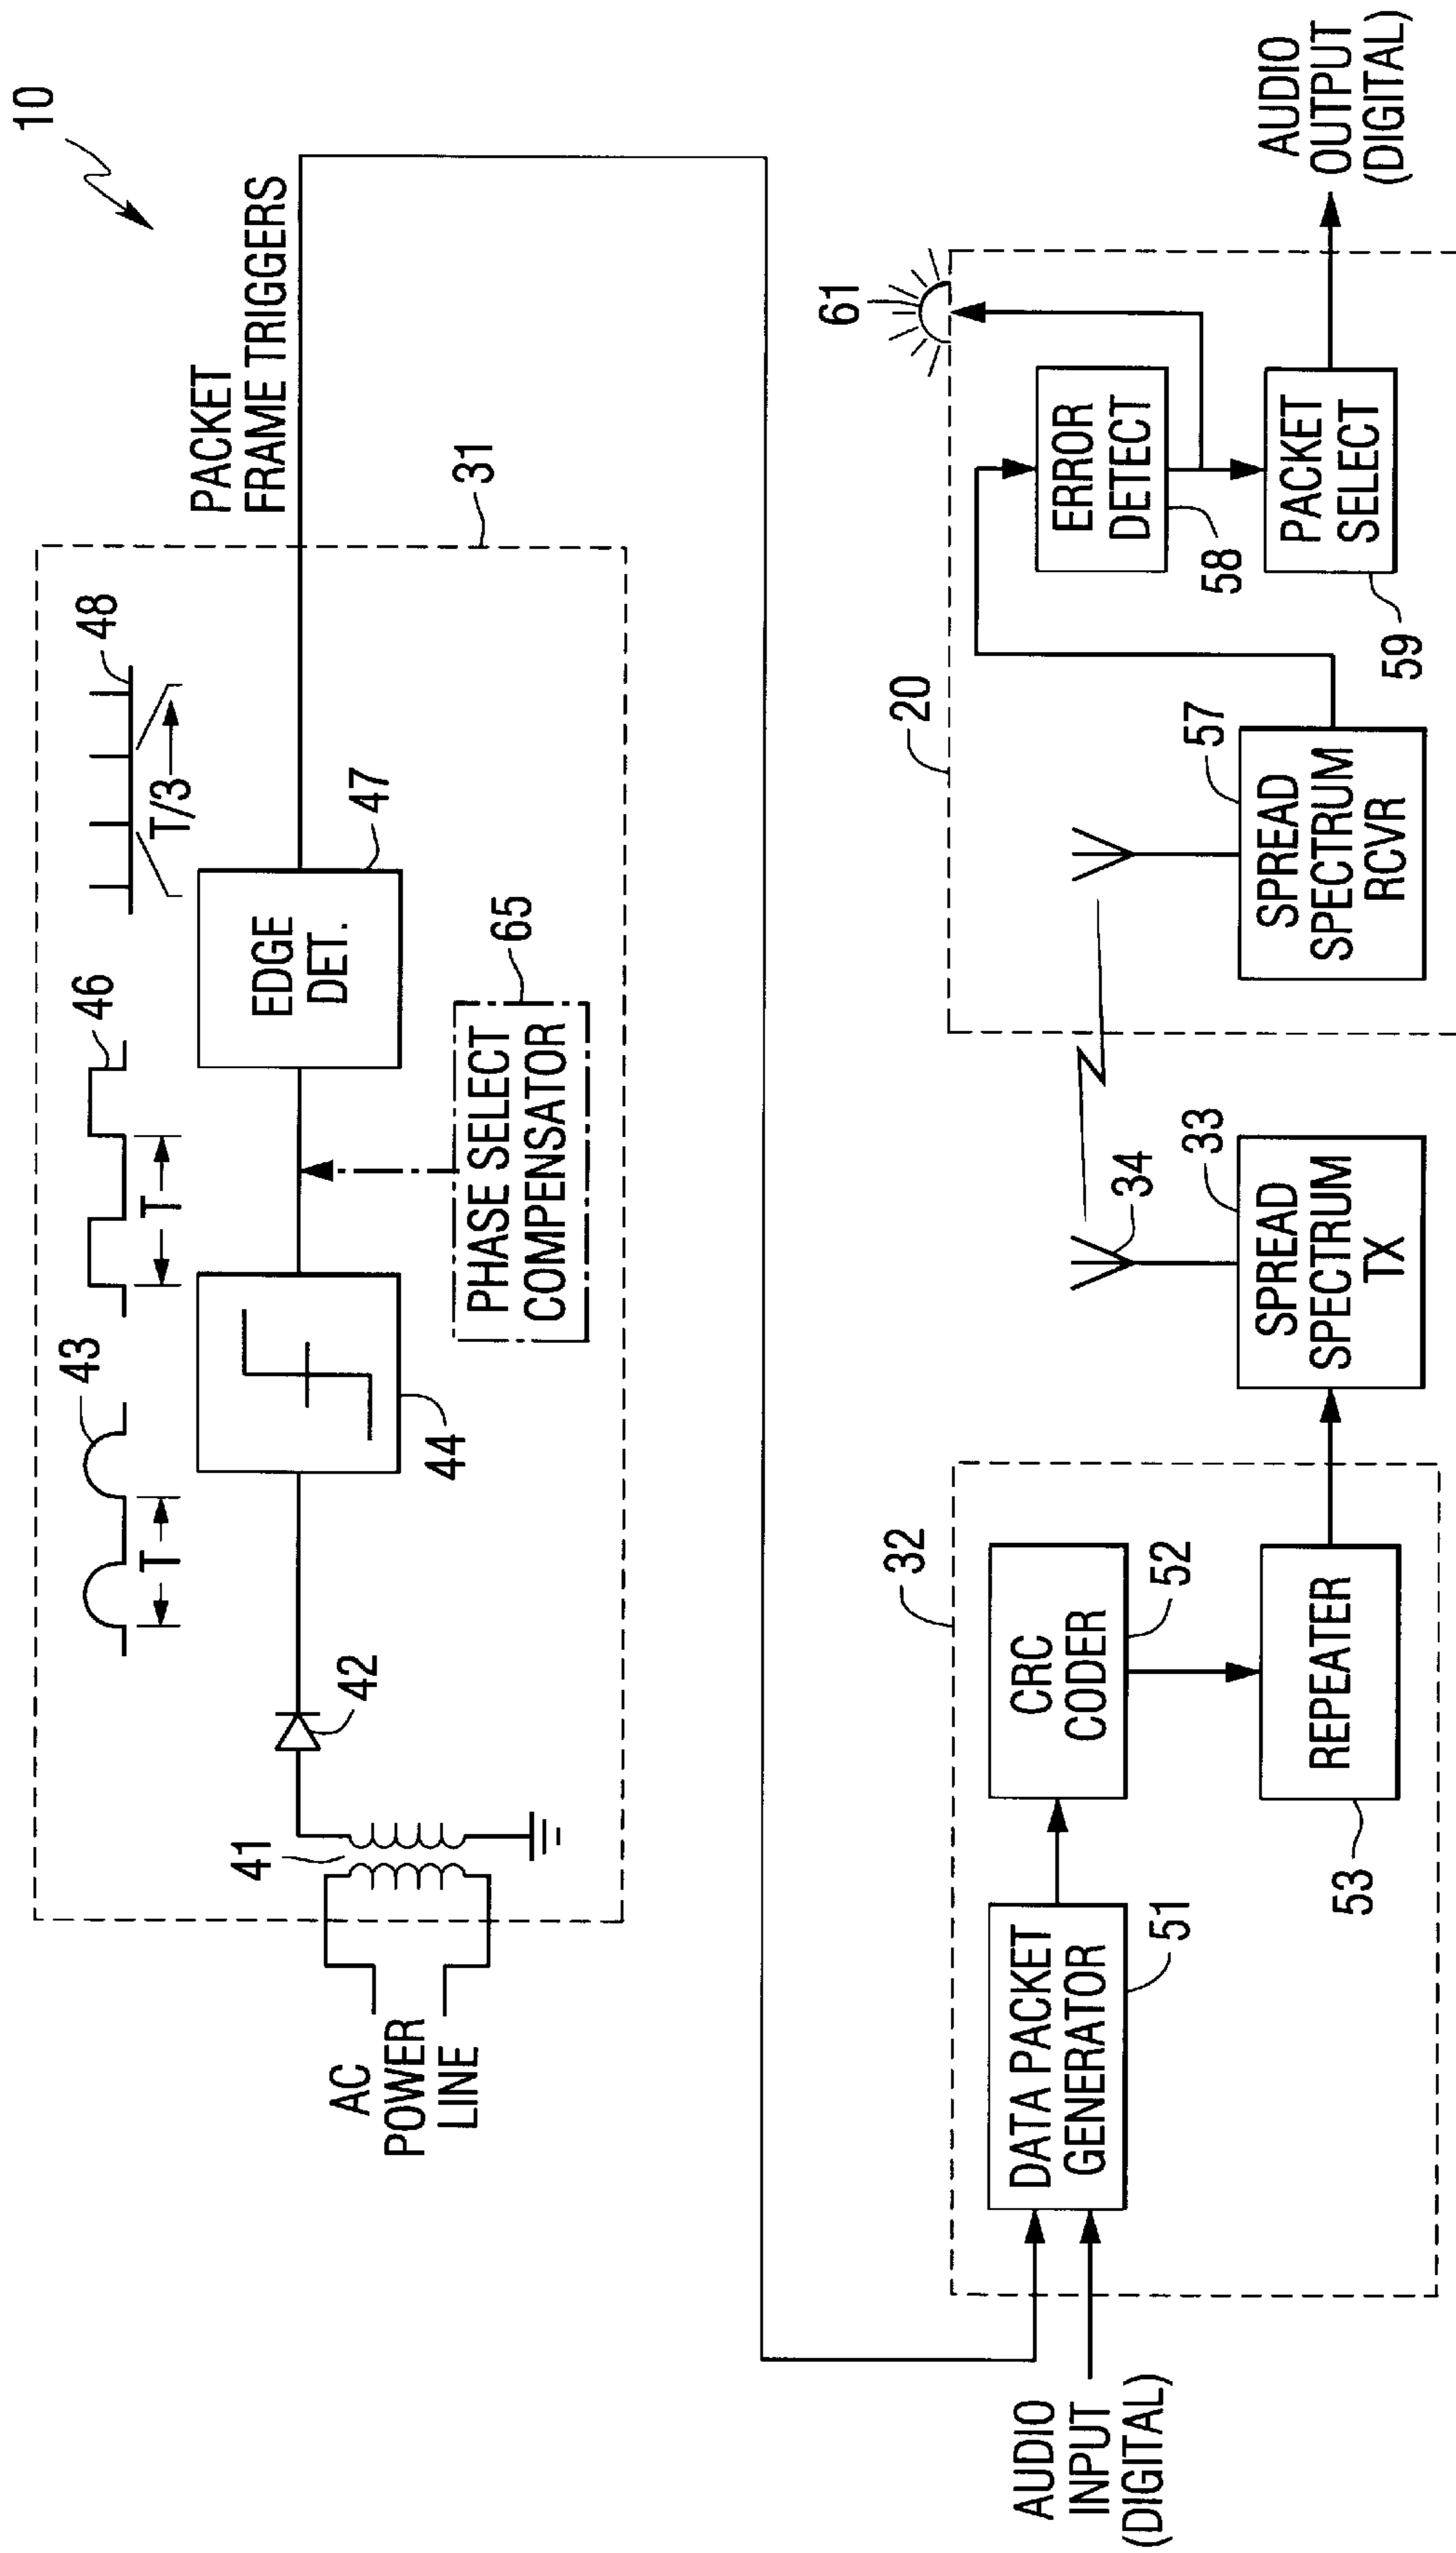 10
PACKET
FRAME TRIGGERS
31
43
T
46
T
48
T/3
AC
POWER
LINE
41
42
44
EDGE
DET.
47
PHASE SELECT
COMPENSATOR
65
AUDIO
INPUT
(DIGITAL)
32
DATA PACKET
GENERATOR
51
CRC
CODER
52
REPEATER
53
SPREAD
SPECTRUM
TX
33
34
20
SPREAD
SPECTRUM
RCVR
57
ERROR
DETECT
58
61
PACKET
SELECT
59
AUDIO
OUTPUT
(DIGITAL)